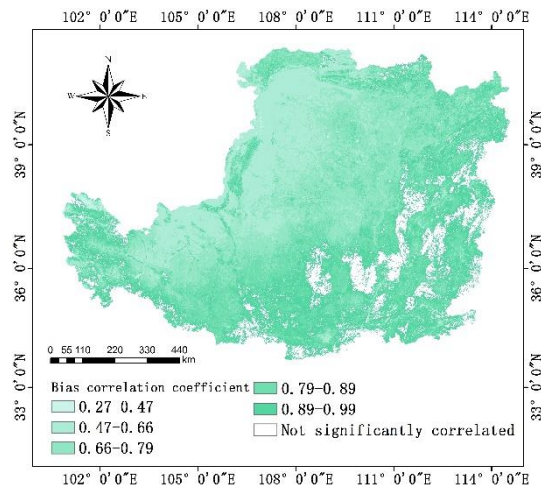 102° 0′0″E 105° 0′0″E 108° 0′0″E 111° 0′0″E 114° 0′0″E
N
W E
S
39° 0′0″N 39° 0′0″N
36° 0′0″N 36° 0′0″N
33° 0′0″N 33° 0′0″N
0 55 110 220 330 440
km
Bias correlation coefficient
0.27 0.47
0.47-0.66
0.66-0.79
0.79-0.89
0.89-0.99
Not significantly correlated
102° 0′0″E 105° 0′0″E 108° 0′0″E 111° 0′0″E 114° 0′0″E